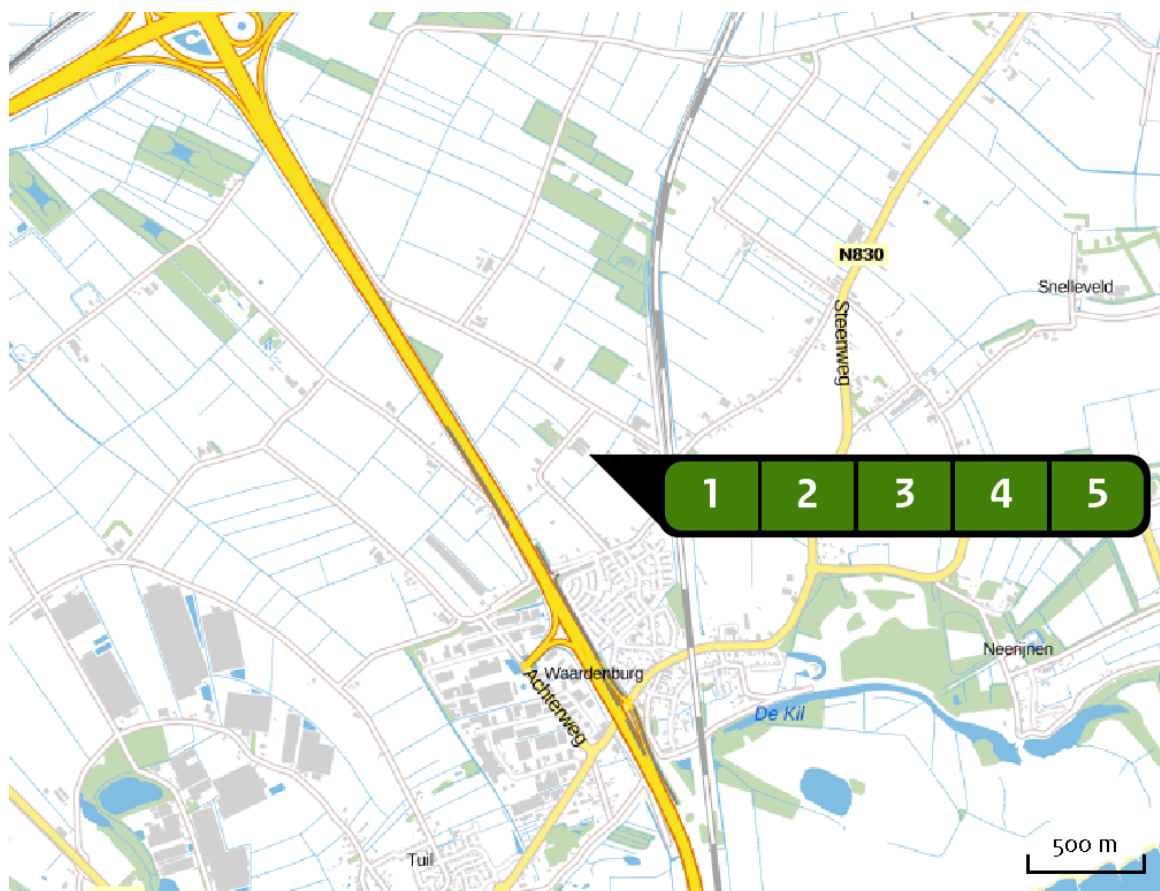 N830
Snelleveld
Steenweg
1 2 3 4 5
Neerijnen
Waardenburg
Achterweg
De Kil
500 m
Tuil